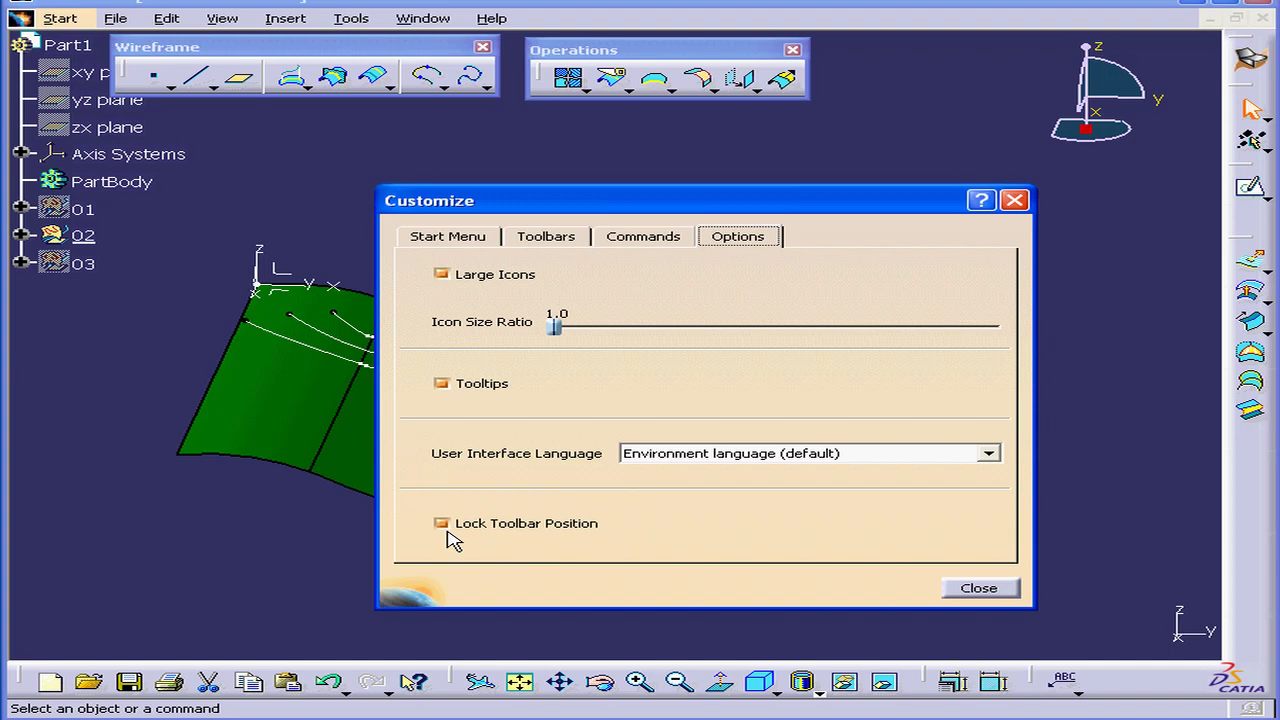 Start File Edit View Insert Tools Window Help
Part1
Wireframe
Operations
xy p
yz plane
zx plane
Axis Systems
PartBody
01
02
03
z
y
x
z
y
x
x
Customize
Start Menu Toolbars Commands Options
Large Icons
1.0
Icon Size Ratio
Tooltips
User Interface Language Environment language (default)
Lock Toolbar Position
Close
z
y
x
ABC
DS
CATIA
Select an object or a command